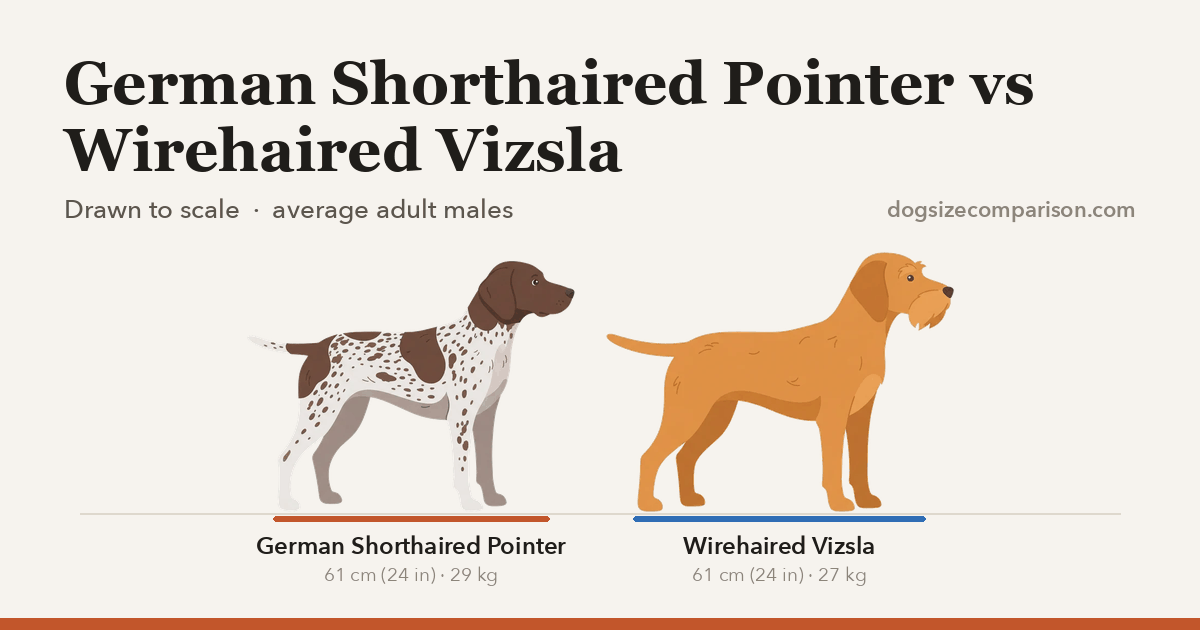 German Shorthaired Pointer vs
Wirehaired Vizsla
Drawn to scale · average adult males
dogsizecomparison.com
German Shorthaired Pointer
61 cm (24 in) · 29 kg
Wirehaired Vizsla
61 cm (24 in) · 27 kg